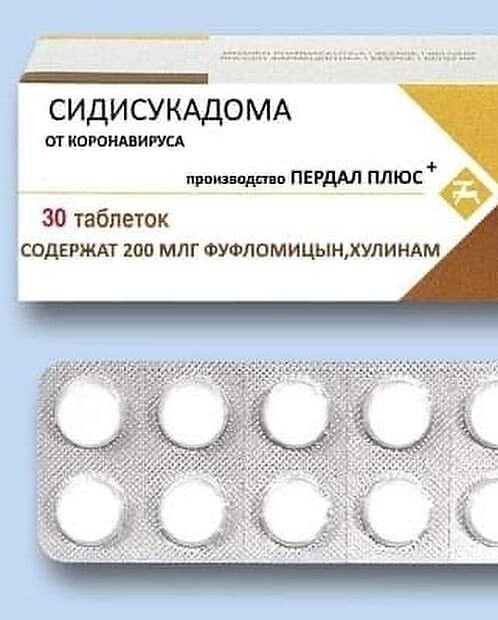 СИДИСУКАДОМА
ОТ КОРОНАВИРУСА
производство ПЕРДАЛ ПЛЮС+
30 таблеток
СОДЕРЖАТ 200 МЛГ ФУФЛОМИЦЫН,ХУЛИНАМ